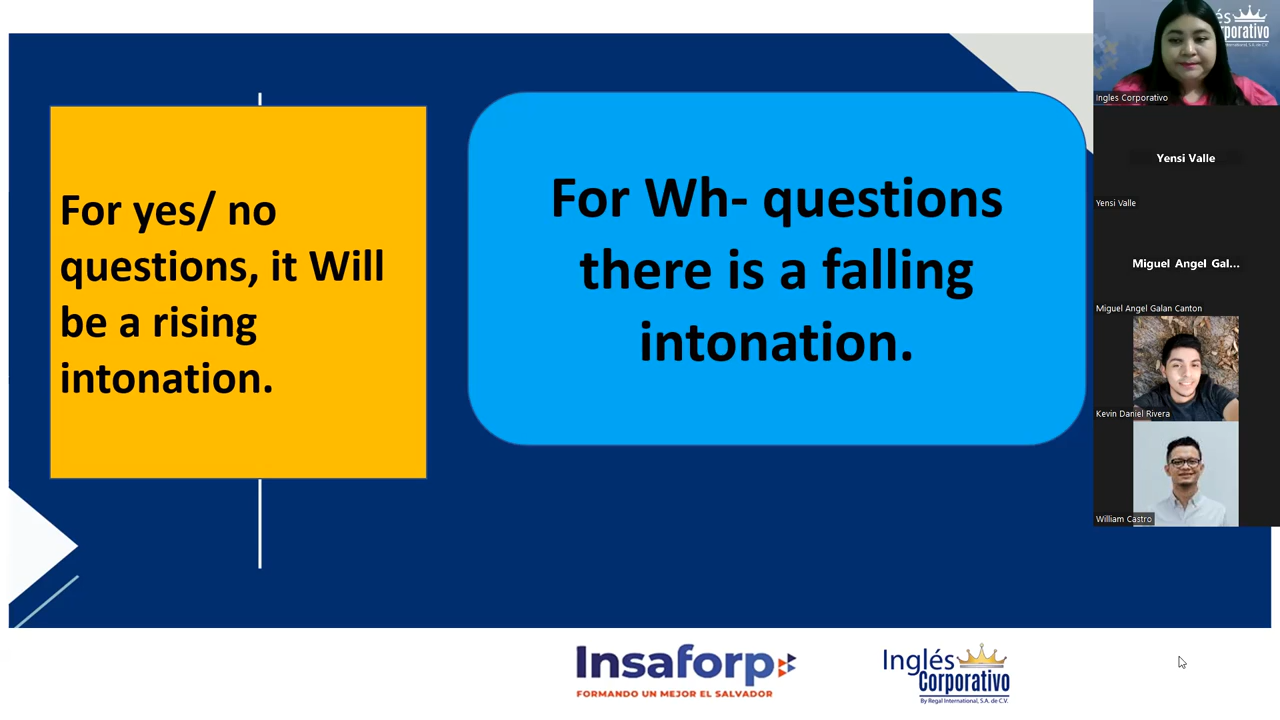 For yes/ no
questions, it Will
be a rising
intonation.
For Wh- questions
there is a falling
intonation.
Insaforp
FORMANDO UN MEJOR EL SALVADOR
Inglés
Corporativo
By Regal International, S.A. de C.V.
és
rporativo
Ingles Corporativo
Yensi Valle
Yensi Valle
Miguel Angel Gal...
Miguel Angel Galan Canton
Kevin Daniel Rivera
William Castro